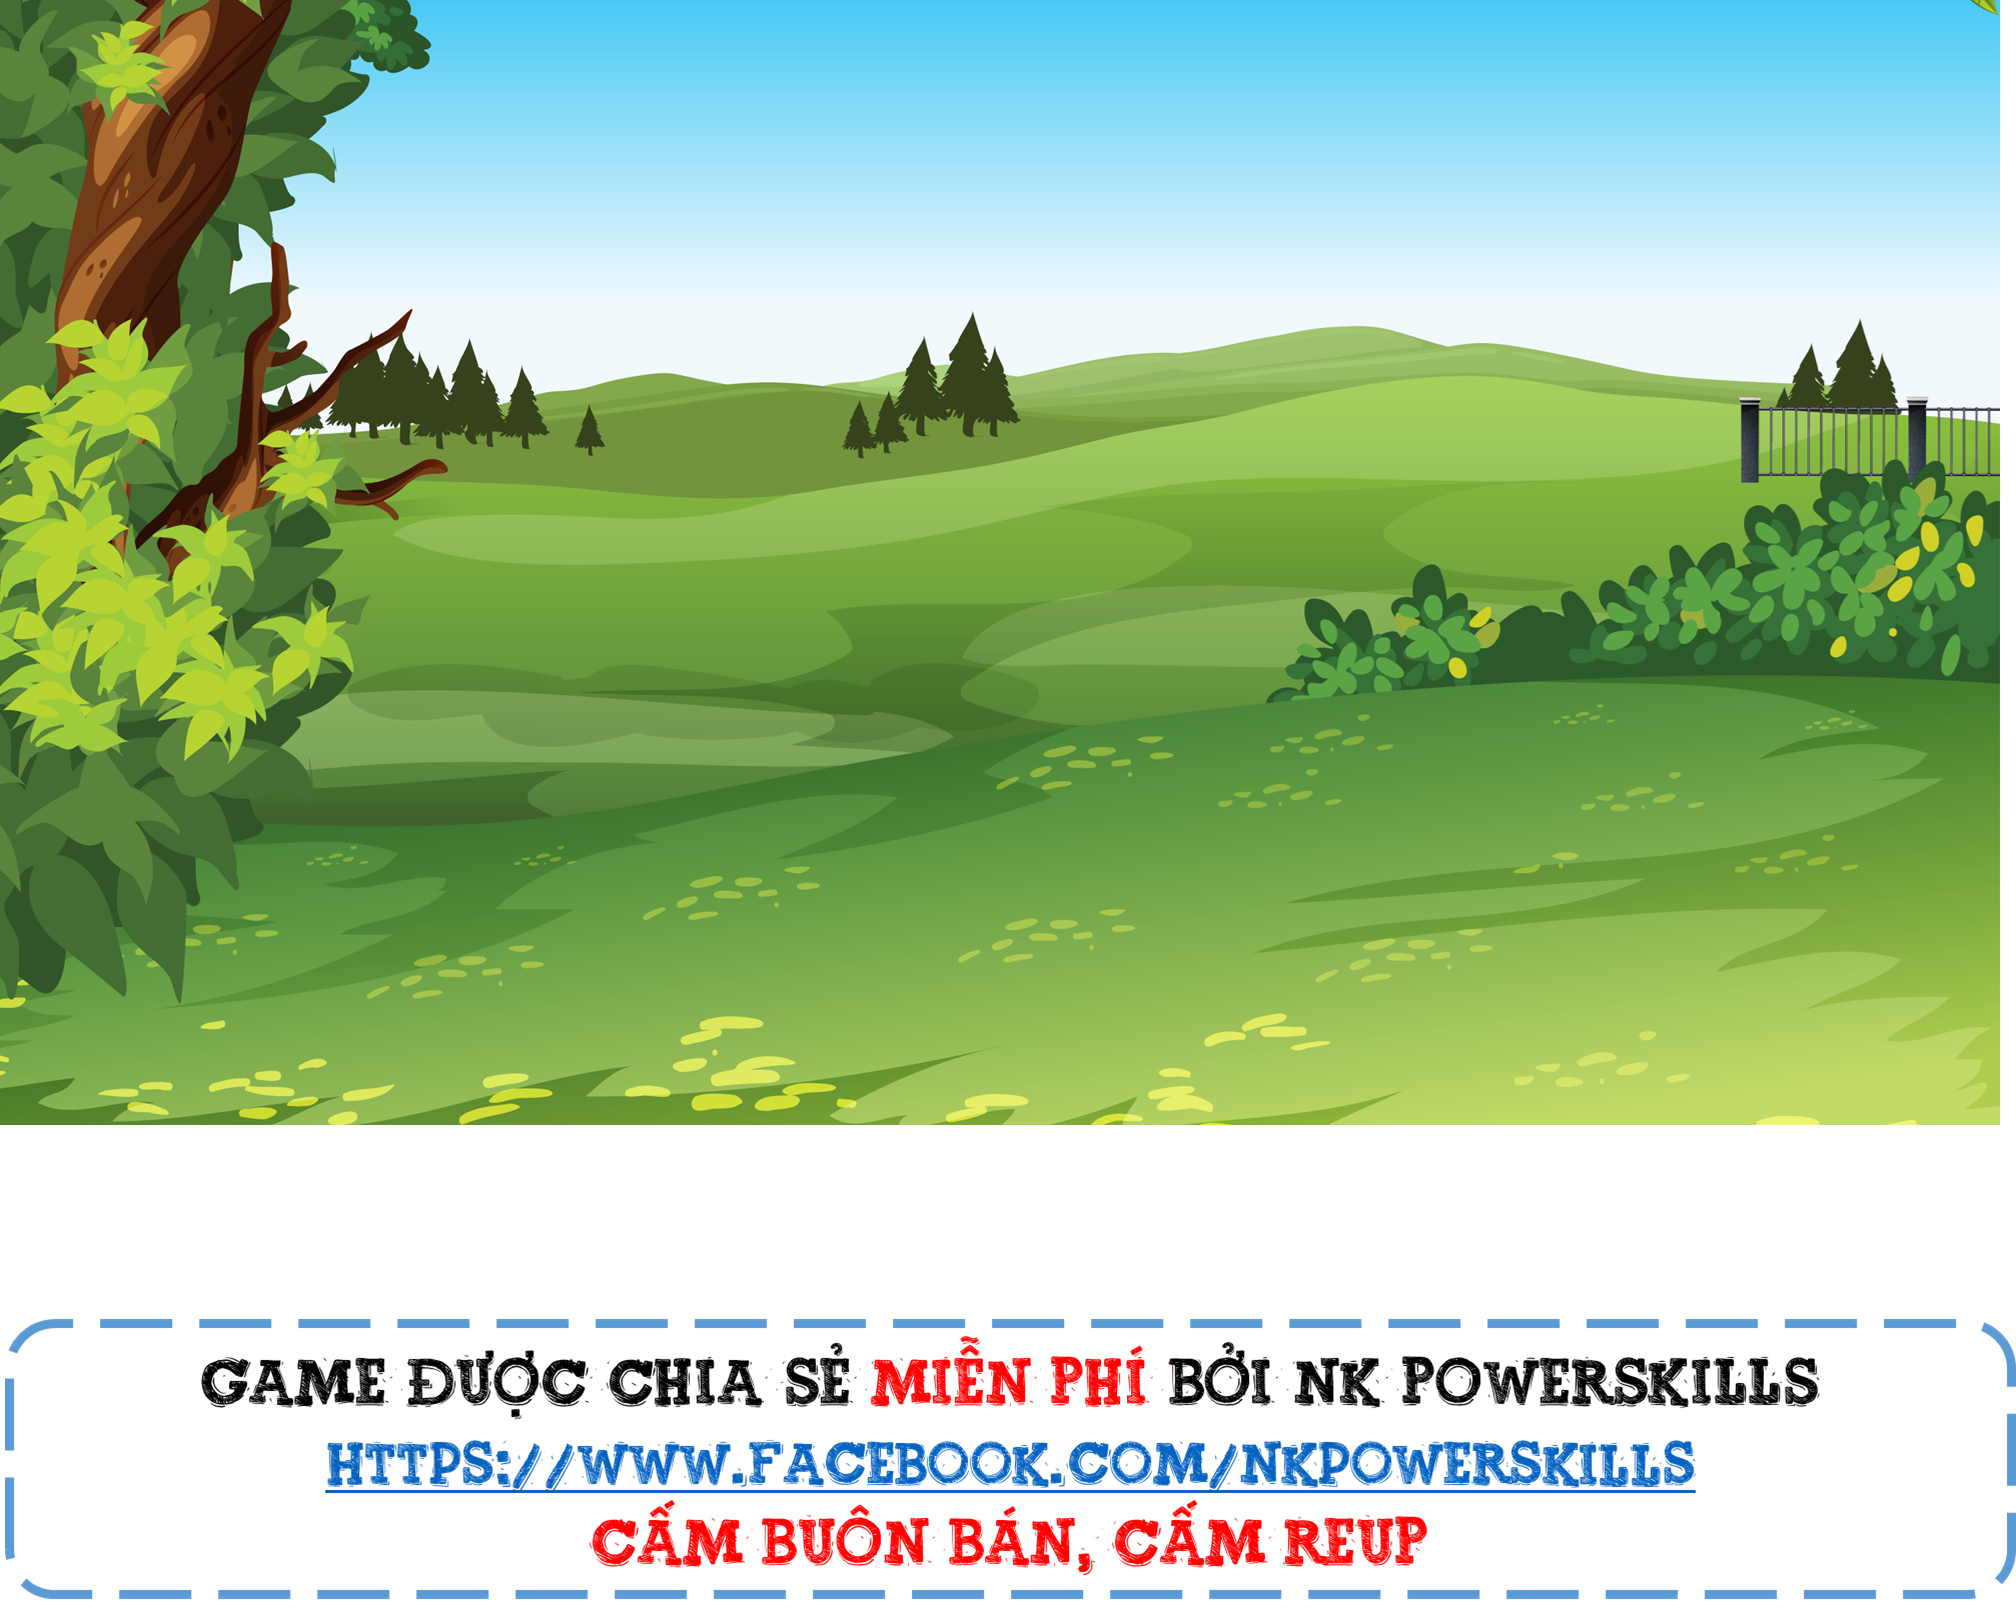 GAME ĐƯỢC CHIA SẺ MIỄN PHÍ BỞI NK POWERSKILLS
HTTPS://WWW.FACEBOOK.COM/NKPOWERSKILLS
CẤM BUÔN BÁN, CẤM REUP